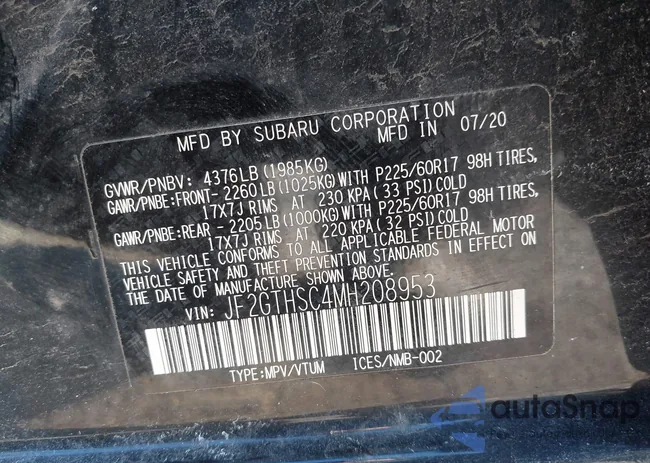 MFD BY SUBARU CORPORATION
MFD IN 07/20
GVWR/PNBV: 4376LB(1985KG)
GAWR/PNBE:FRONT- 2260LB(1025KG)WITH P225/60R17 98H TIRES,
17X7J RIMS AT 230 KPA(33 PSI)COLD
GAWR/PNBE:REAR - 2205LB(1000KG)WITH P225/60R17 98H TIRES,
17X7J RIMS AT 220 KPA(32 PSI)COLD
THIS VEHICLE CONFORMS TO ALL APPLICABLE FEDERAL MOTOR
VEHICLE SAFETY AND THEFT PREVENTION STANDARDS IN EFFECT ON
THE DATE OF MANUFACTURE SHOWN ABOVE.
VIN: JF2GTHSC4MH208953
TYPE:MPV/VTUM ICES/NMB-002
autoSnap